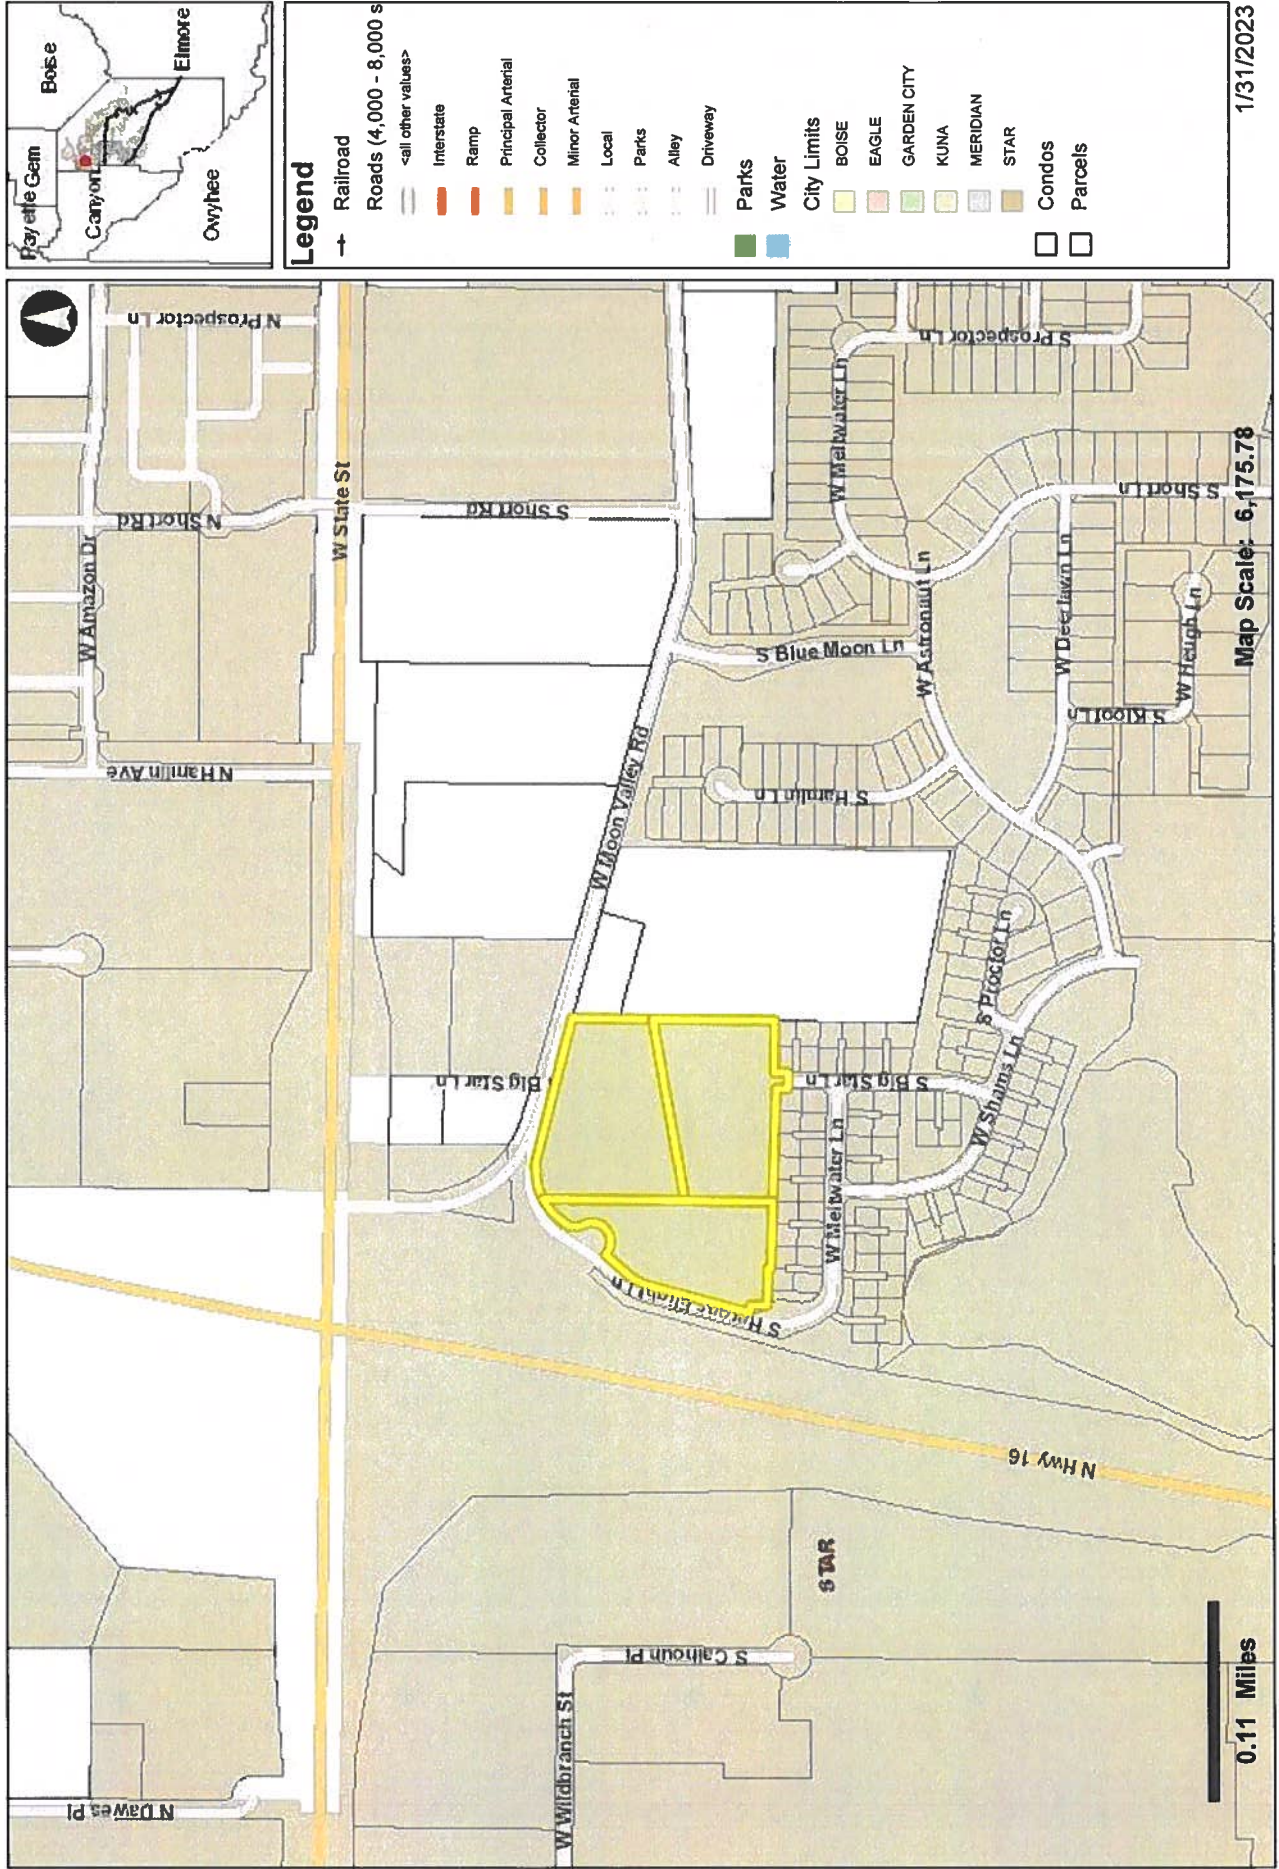 Payette
Gem
Boise
Canyon
Elmore
Owyhee
Legend
Railroad
Roads (4,000 - 8,000 s
<all other values>
Interstate
Ramp
Principal Arterial
Collector
Minor Arterial
Local
Parks
Alley
Driveway
Parks
Water
City Limits
BOISE
EAGLE
GARDEN CITY
KUNA
MERIDIAN
STAR
Condos
Parcels
1/31/2023
N Dawes Pl
N Hamlin Ave
W Amazon Dr
N Short Rd
N Prospector Ln
W State St
S Short Rd
W Moon Valley Rd
S Big Star Ln
W Wildbranch St
S Calhoun Pl
STAR
N Hwy 16
W Meltwater Ln
S Big Star Ln
W Shams Ln
S Proctor Ln
S Hamlin Ln
S Blue Moon Ln
W Astronaut Ln
W Meltwater Ln
S Prospector Ln
W Deerlawn Ln
S Kloof Ln
W Heugh Ln
S Short Ln
0.11 Miles
Map Scale: 6,175.78